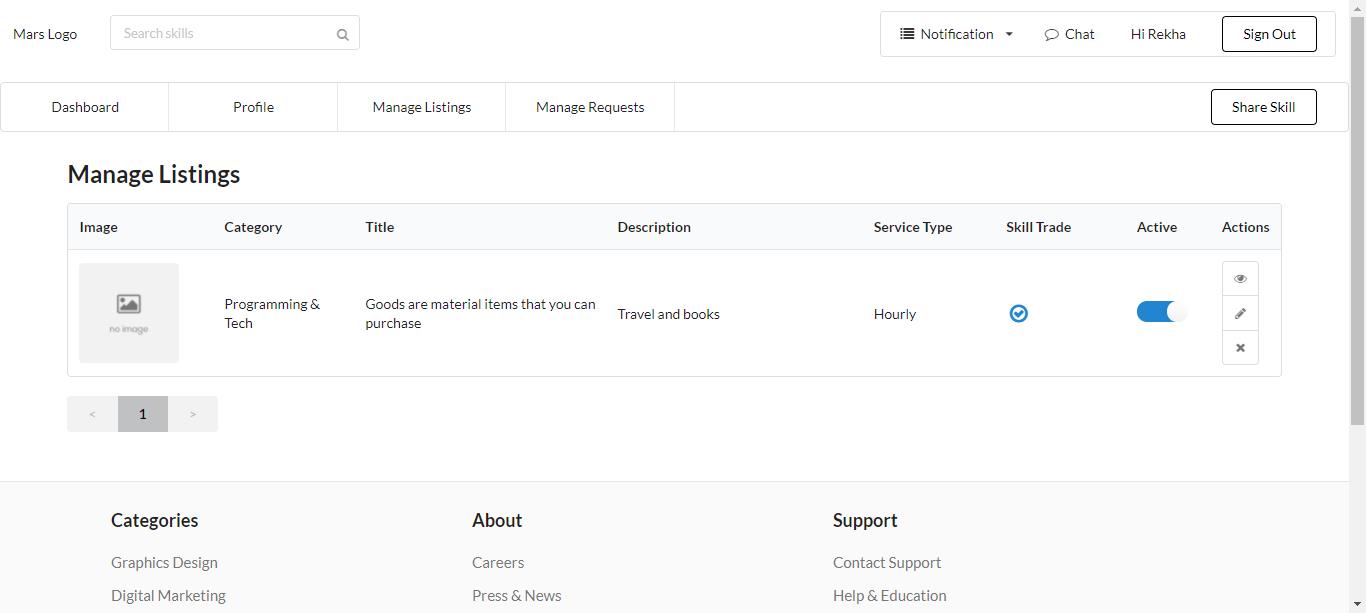 Mars Logo
Search skills
Notification
Chat
Hi Rekha
Sign Out
Dashboard
Profile
Manage Listings
Manage Requests
Share Skill
Manage Listings
Image
Category
Title
Description
Service Type
Skill Trade
Active
Actions
no image
Programming &
Tech
Goods are material items that you can
purchase
Travel and books
Hourly
< 1 >
Categories
About
Support
Graphics Design
Careers
Contact Support
Digital Marketing
Press & News
Help & Education